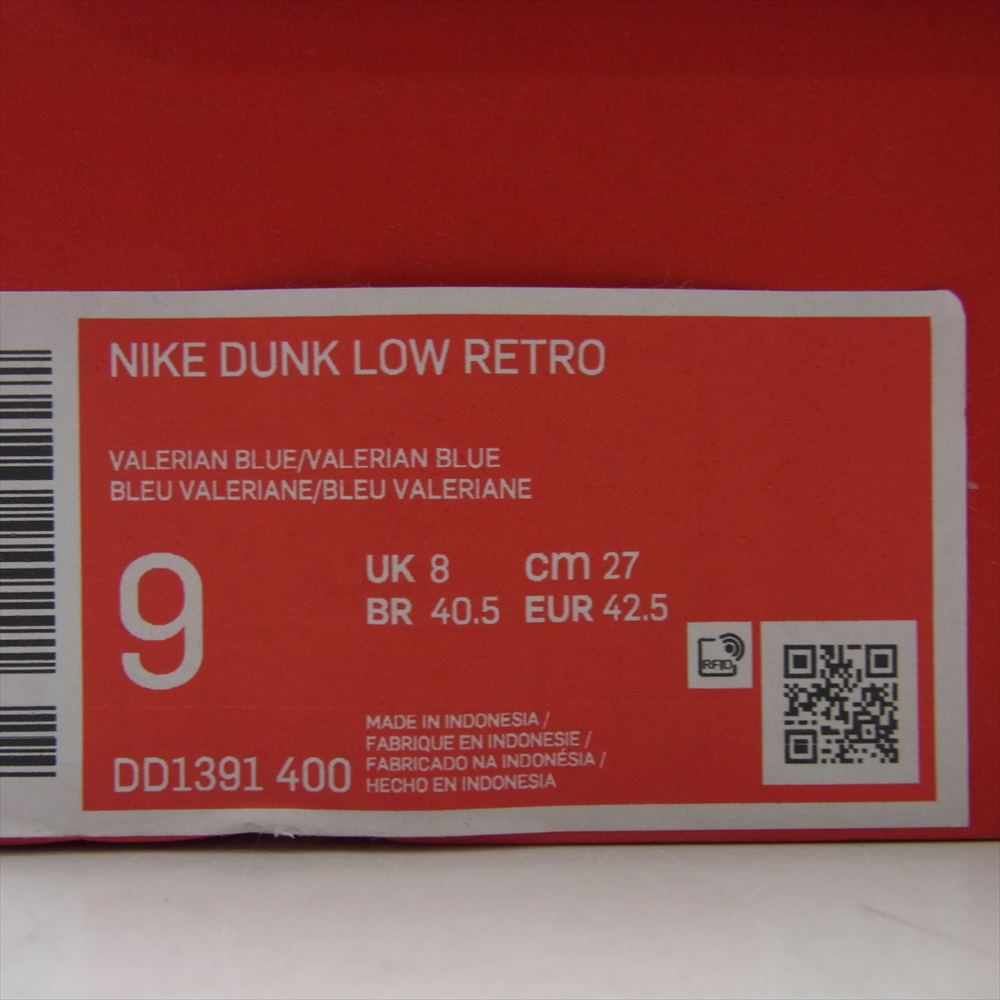 NIKE DUNK LOW RETRO
VALERIAN BLUE/VALERIAN BLUE
BLEU VALERIANE/BLEU VALERIANE
9
UK 8 cm 27
BR 40.5 EUR 42.5
RFID
MADE IN INDONESIA /
FABRIQUE EN INDONESIE /
FABRICADO NA INDONÉSIA /
HECHO EN INDONESIA
DD1391 400